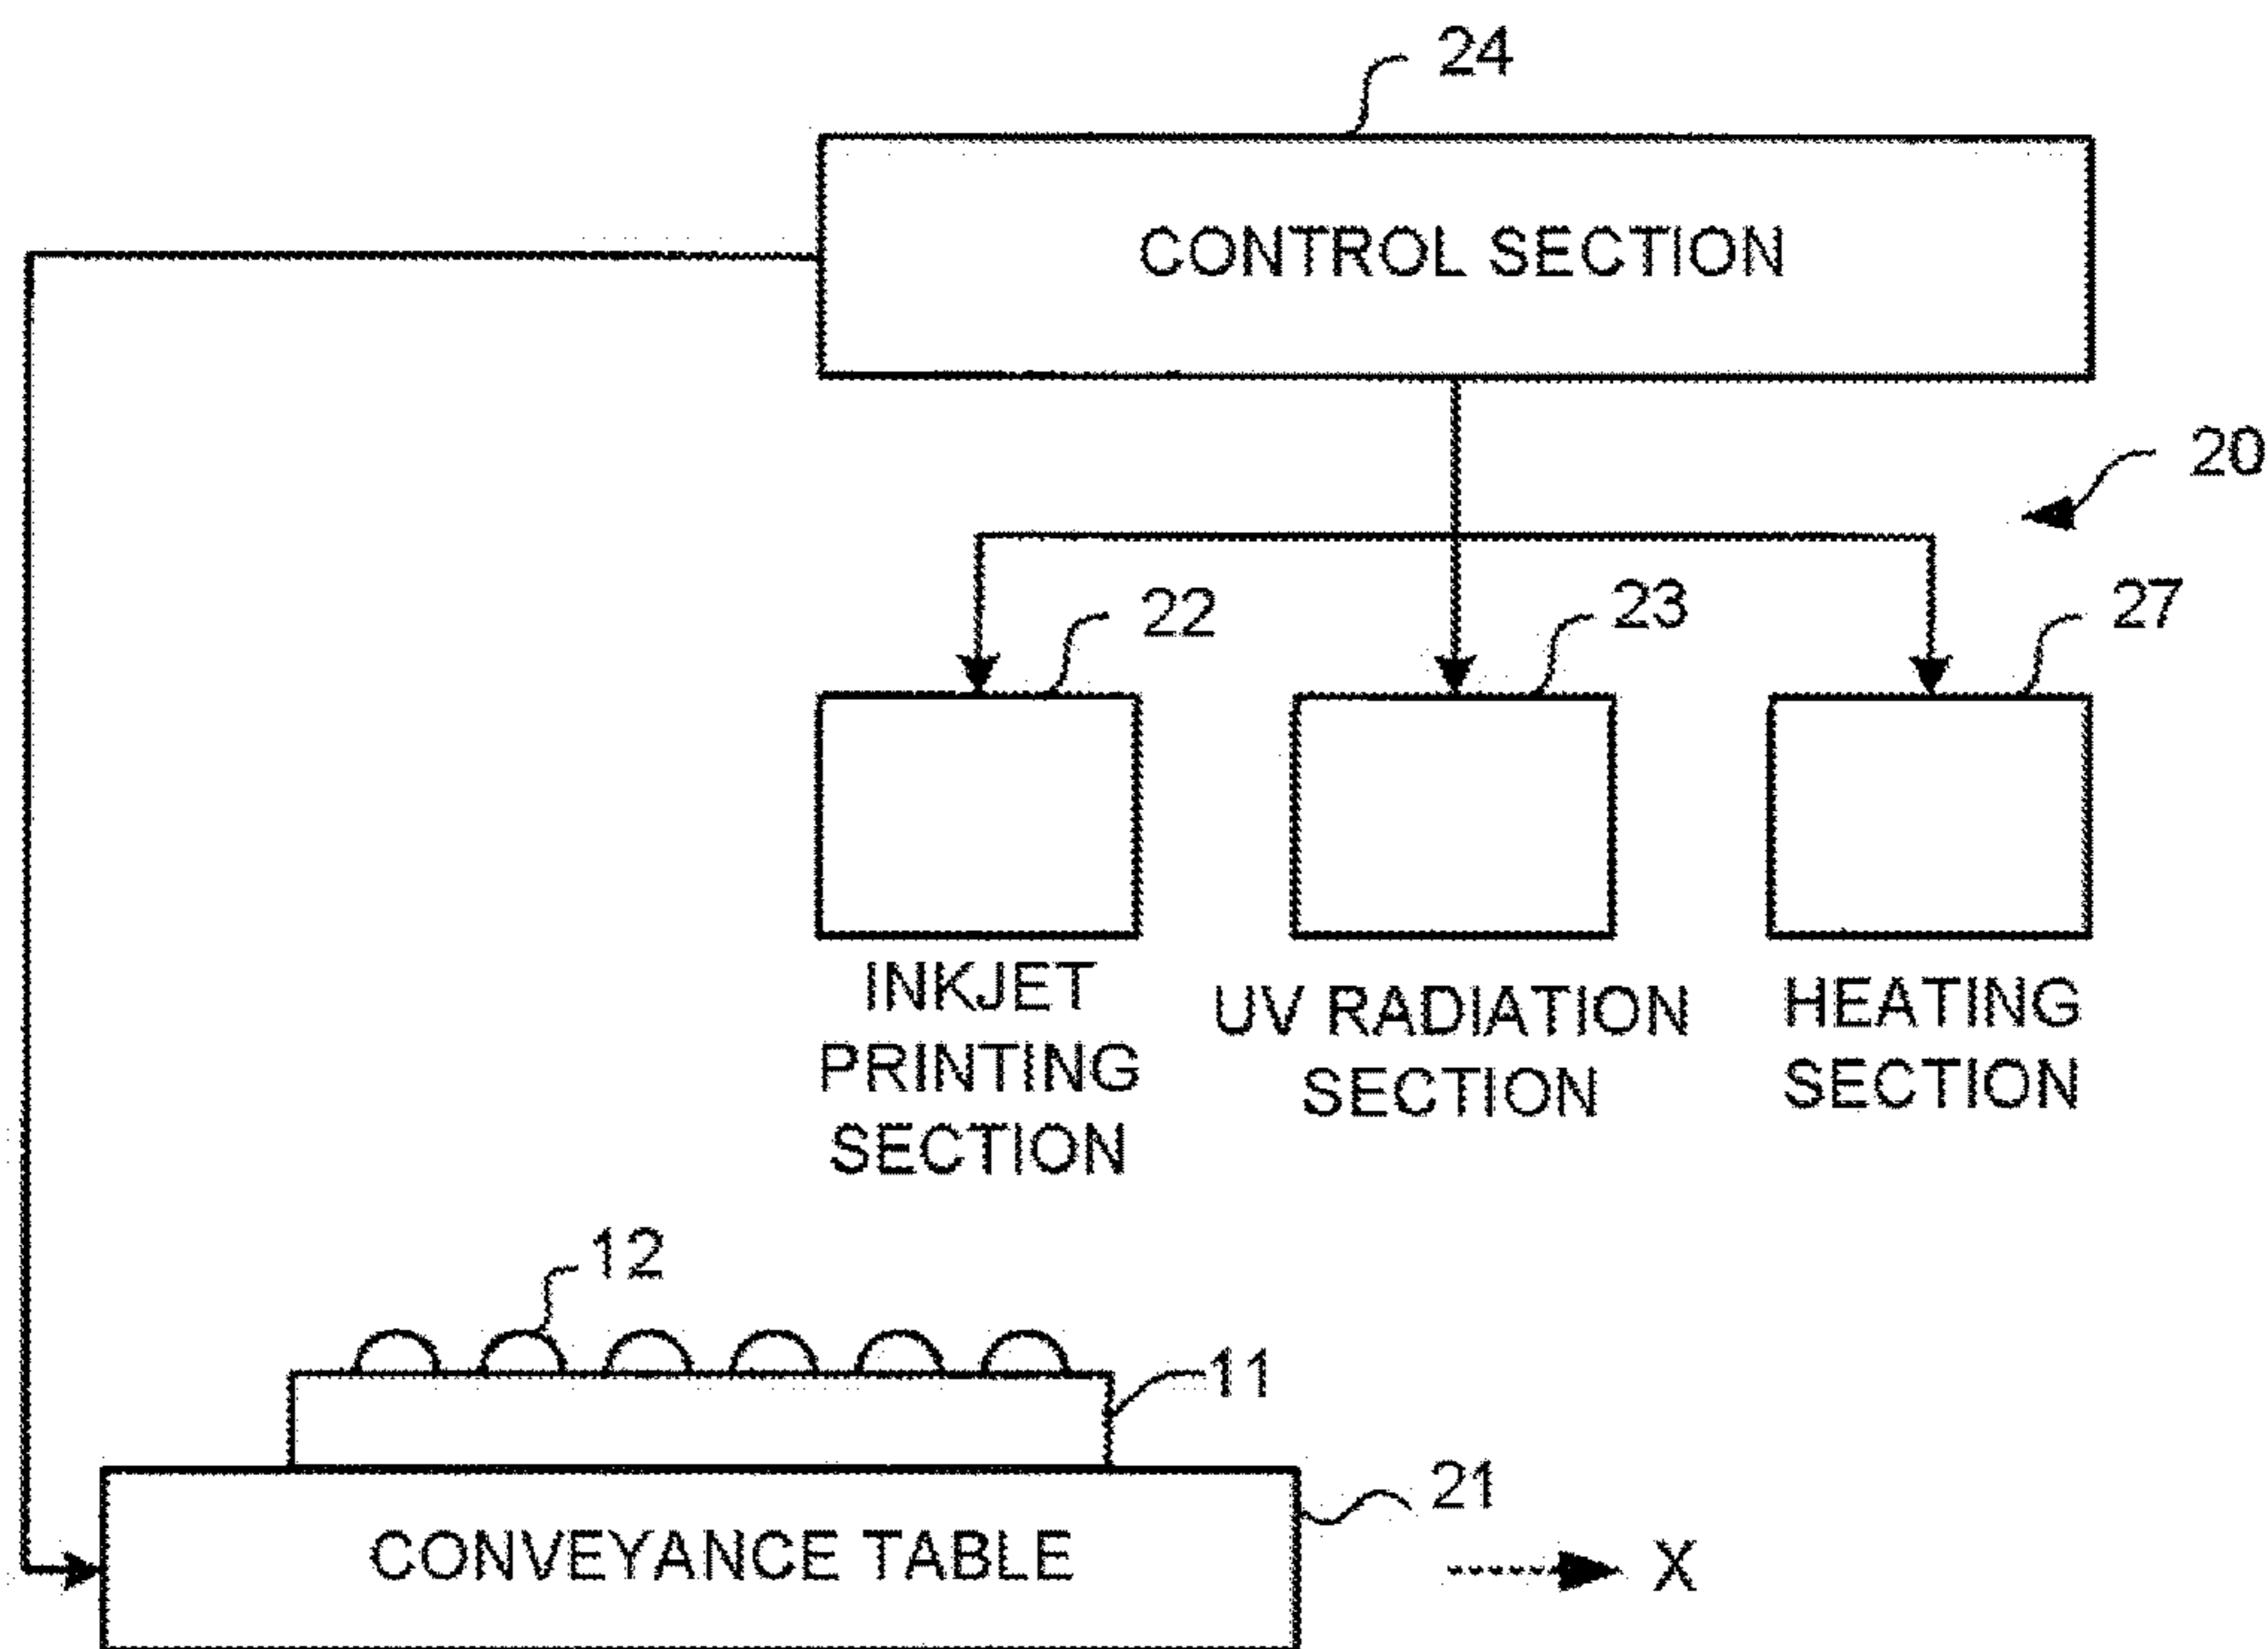 24
CONTROL SECTION
20
22
23
27
INKJET
PRINTING
SECTION
UV RADIATION
SECTION
HEATING
SECTION
12
11
21
CONVEYANCE TABLE
X